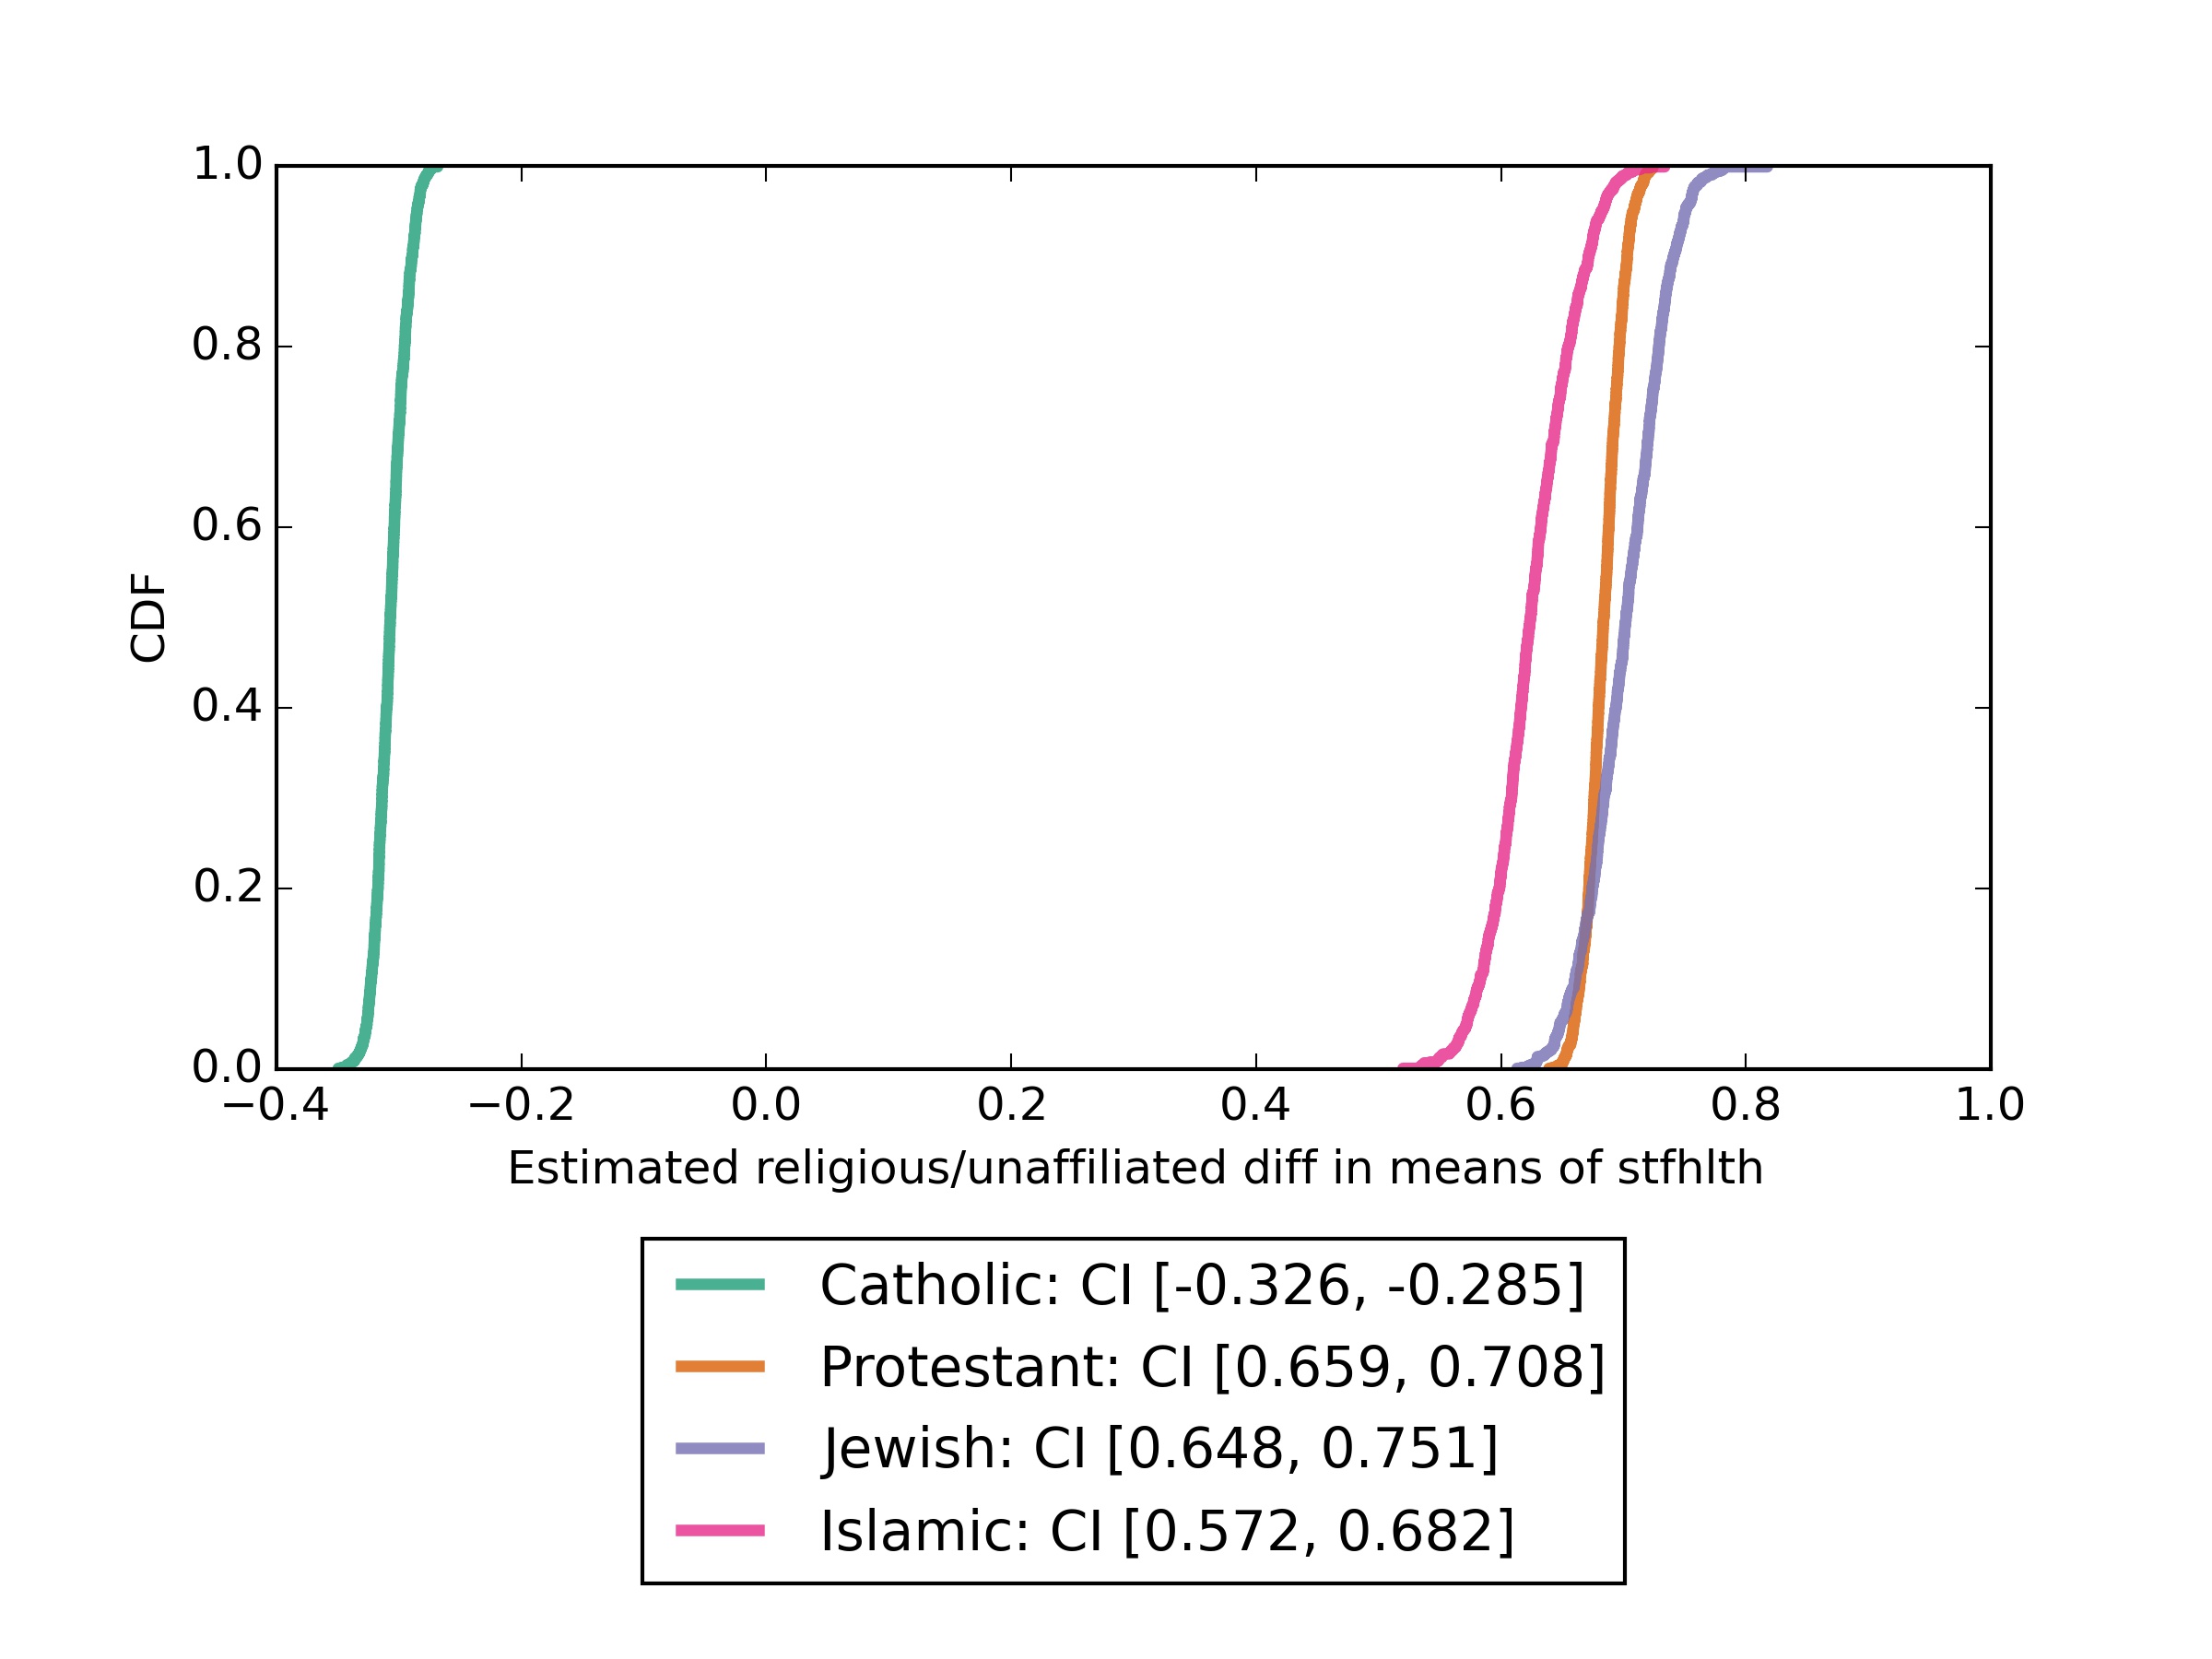 1.0
0.8
0.6
0.4
0.2
0.0
CDF
−0.4 −0.2 0.0 0.2 0.4 0.6 0.8 1.0
Estimated religious/unaffiliated diff in means of stfhlth
Catholic: CI [-0.326, -0.285]
Protestant: CI [0.659, 0.708]
Jewish: CI [0.648, 0.751]
Islamic: CI [0.572, 0.682]